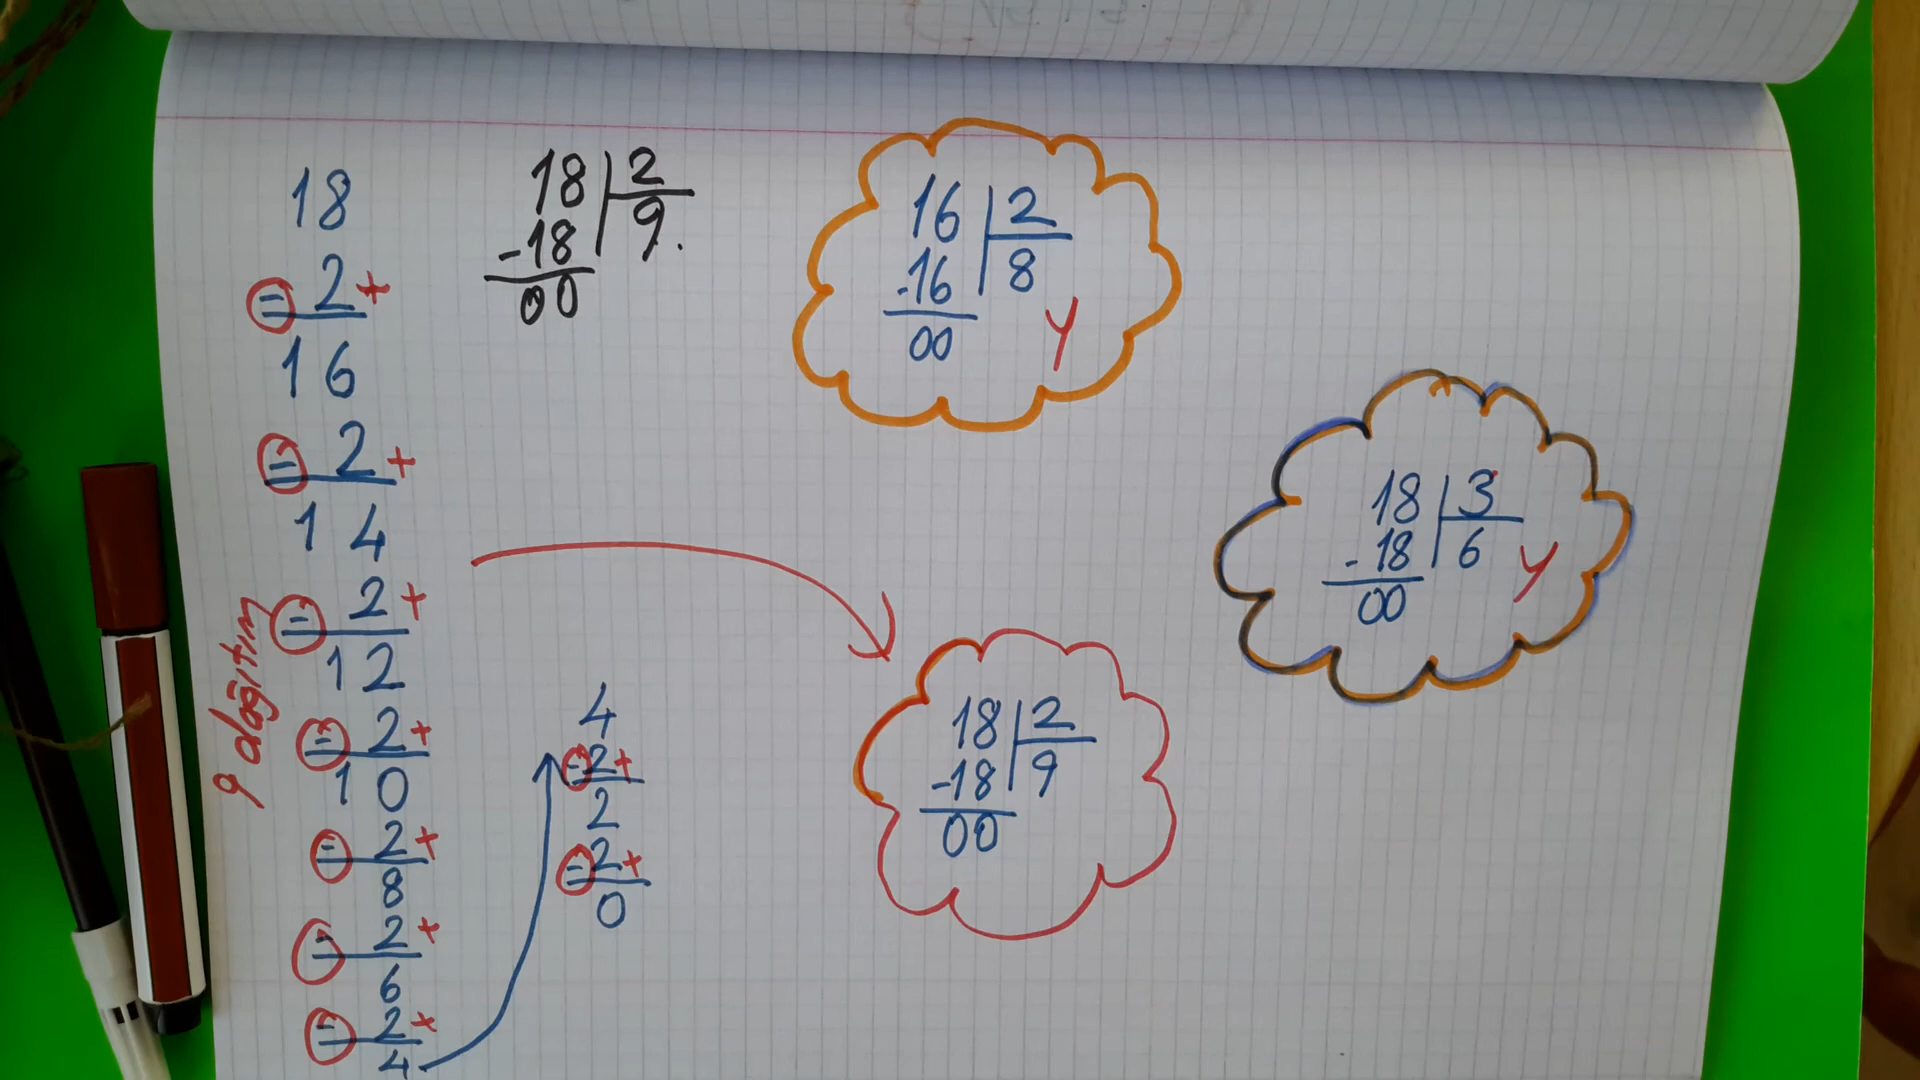 18
- 2 +
16
- 2 +
14
- 2 +
12
- 2 +
10
- 2 +
8
- 2 +
6
- 2 +
4
9 dağıtım
4
- 2 +
2
- 2 +
0
18 2
-18 9.
00
16 2
-16 8
00 Y
18 3
- 18 6 Y
00
18 2
-18 9
00